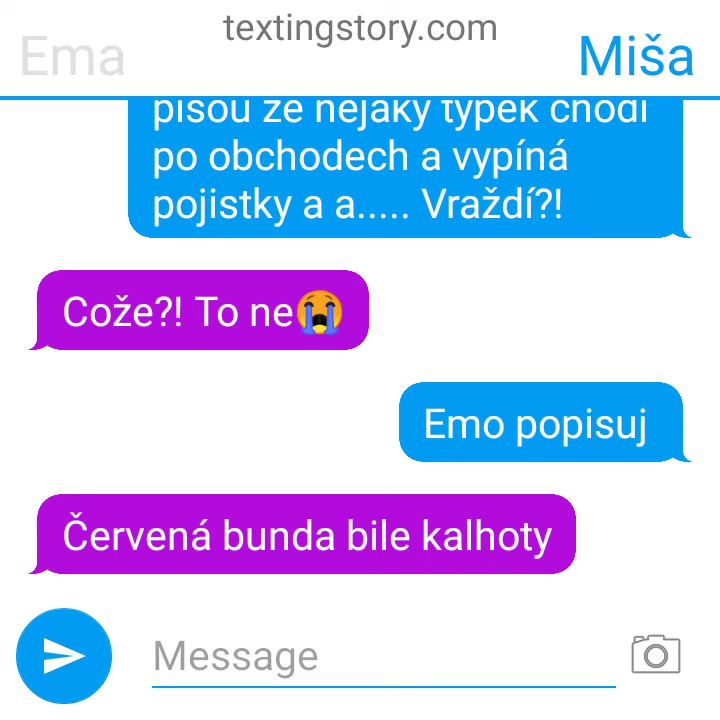 textingstory.com
Ema
Miša
písou že nějaký typek chodí
po obchodech a vypíná
pojistky a a..... Vraždí?!
Cože?! To ne😭
Emo popisuj
Červená bunda bile kalhoty
Message